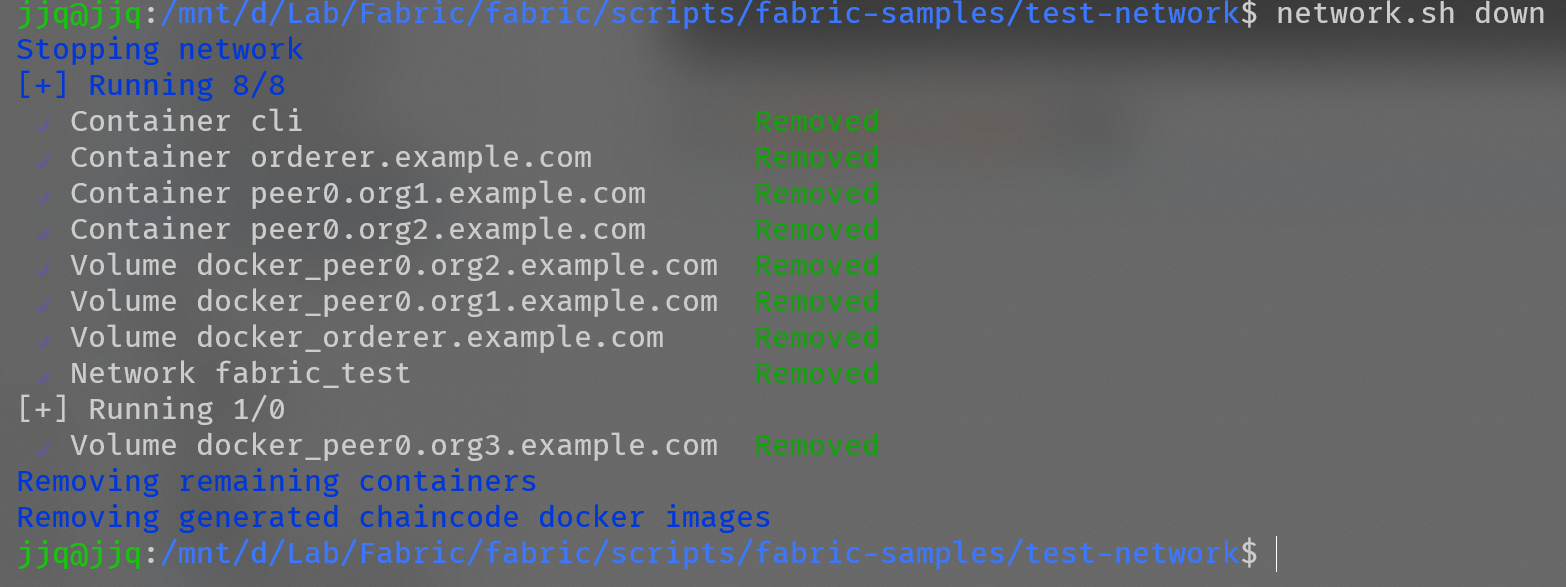 jjq@jjq:/mnt/d/Lab/Fabric/fabric/scripts/fabric-samples/test-network$ network.sh down
Stopping network
[+] Running 8/8
✓ Container cli Removed
✓ Container orderer.example.com Removed
✓ Container peer0.org1.example.com Removed
✓ Container peer0.org2.example.com Removed
✓ Volume docker_peer0.org2.example.com Removed
✓ Volume docker_peer0.org1.example.com Removed
✓ Volume docker_orderer.example.com Removed
✓ Network fabric_test Removed
[+] Running 1/0
✓ Volume docker_peer0.org3.example.com Removed
Removing remaining containers
Removing generated chaincode docker images
jjq@jjq:/mnt/d/Lab/Fabric/fabric/scripts/fabric-samples/test-network$